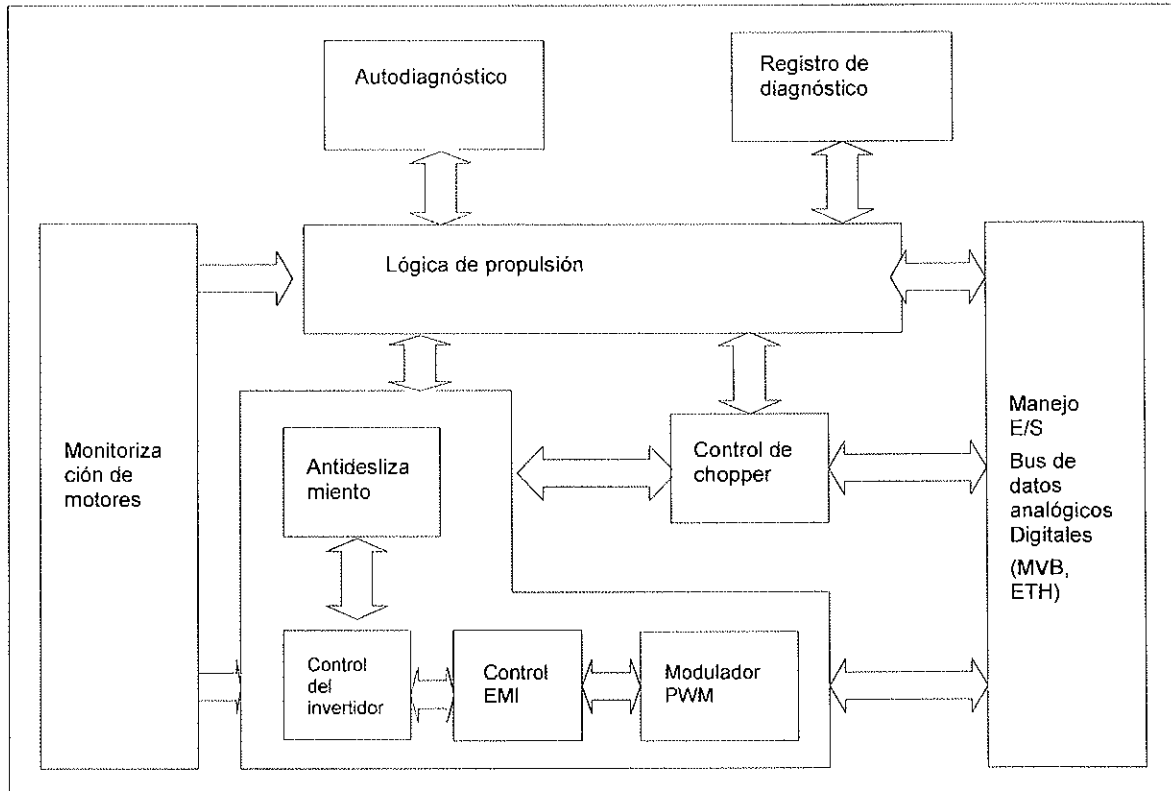 Autodiagnóstico
Registro de
diagnóstico
Lógica de propulsión
Monitoriza
ción de
motores
Antidesliza
miento
Control de
chopper
Manejo
E/S
Bus de
datos
analógicos
Digitales
(MVB,
ETH)
Control
del
invertidor
Control
EMI
Modulador
PWM